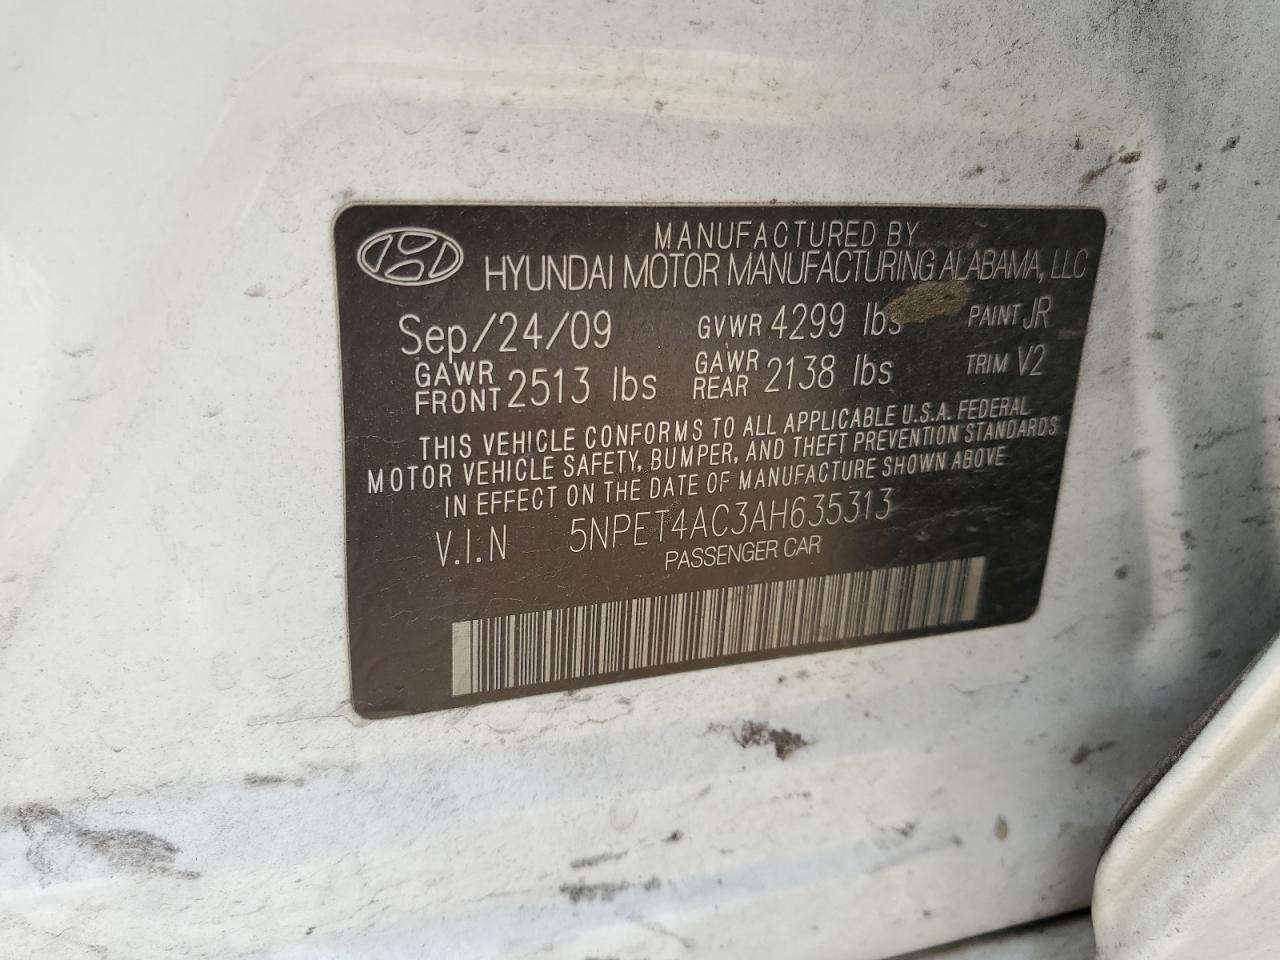 MANUFACTURED BY
HYUNDAI MOTOR MANUFACTURING ALABAMA, LLC
Sep/24/09 GVWR 4299 lbs PAINT JR
GAWR FRONT 2513 lbs GAWR REAR 2138 lbs TRIM V2
THIS VEHICLE CONFORMS TO ALL APPLICABLE U.S.A. FEDERAL
MOTOR VEHICLE SAFETY, BUMPER, AND THEFT PREVENTION STANDARDS
IN EFFECT ON THE DATE OF MANUFACTURE SHOWN ABOVE
V.I.N 5NPET4AC3AH635313
PASSENGER CAR